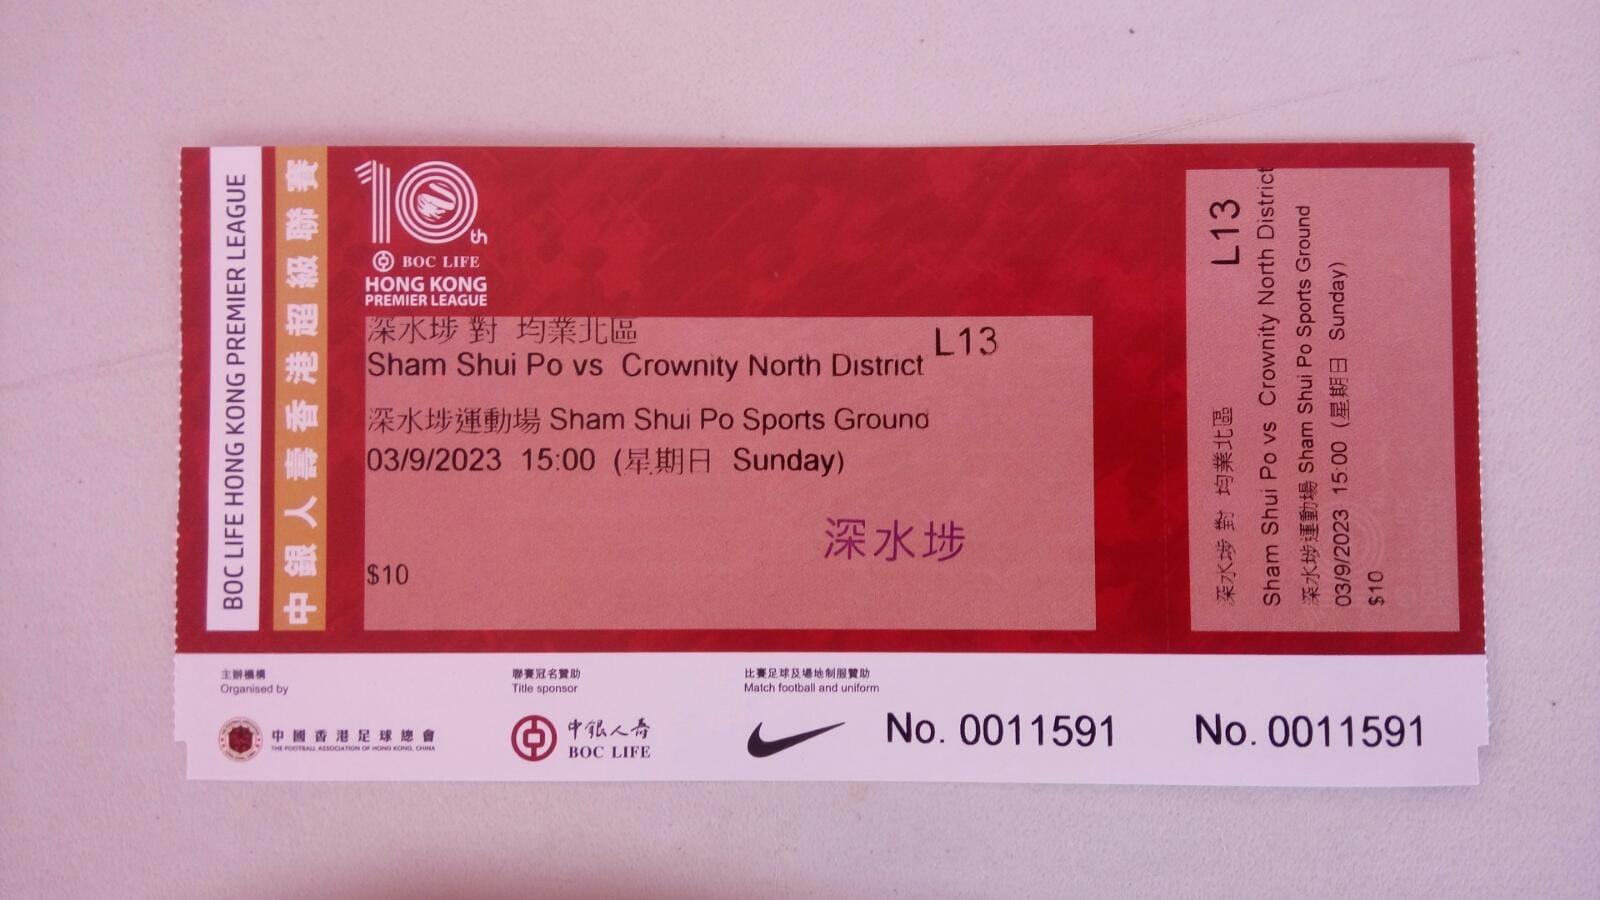 BOC LIFE HONG KONG PREMIER LEAGUE
中銀人壽香港超級聯賽
10th
BOC LIFE
HONG KONG
PREMIER LEAGUE
深水埗 對 均業北區
L13
Sham Shui Po vs Crownity North District
深水埗運動場 Sham Shui Po Sports Ground
03/9/2023 15:00 (星期日 Sunday)
深水埗
$10
L13
深水埗 對 均業北區
Sham Shui Po vs Crownity North District
深水埗運動場 Sham Shui Po Sports Ground
03/9/2023 15:00 (星期日 Sunday)
$10
主辦機構
Organised by
中國香港足球總會
THE FOOTBALL ASSOCIATION OF HONG KONG, CHINA
聯賽冠名贊助
Title sponsor
中銀人壽
BOC LIFE
比賽足球及場地制服贊助
Match football and uniform
No. 0011591
No. 0011591